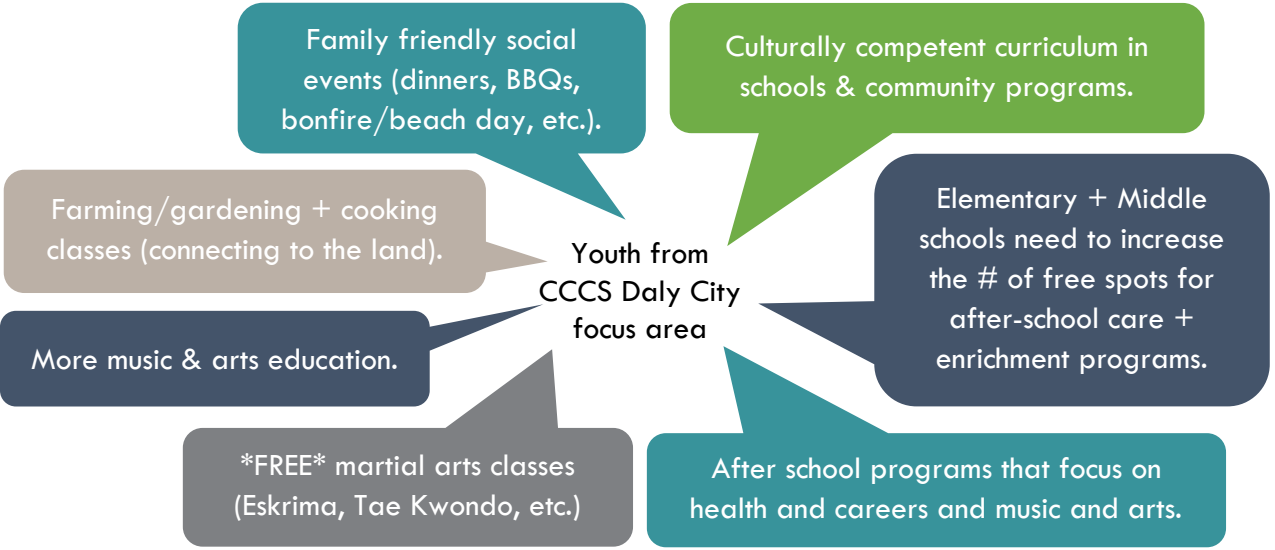 Family friendly social
events (dinners, BBQs,
bonfire/beach day, etc.).
Culturally competent curriculum in
schools & community programs.
Farming/gardening + cooking
classes (connecting to the land).
Elementary + Middle
schools need to increase
the # of free spots for
after-school care +
enrichment programs.
Youth from
CCCS Daly City
focus area
More music & arts education.
*FREE* martial arts classes
(Eskrima, Tae Kwondo, etc.)
After school programs that focus on
health and careers and music and arts.